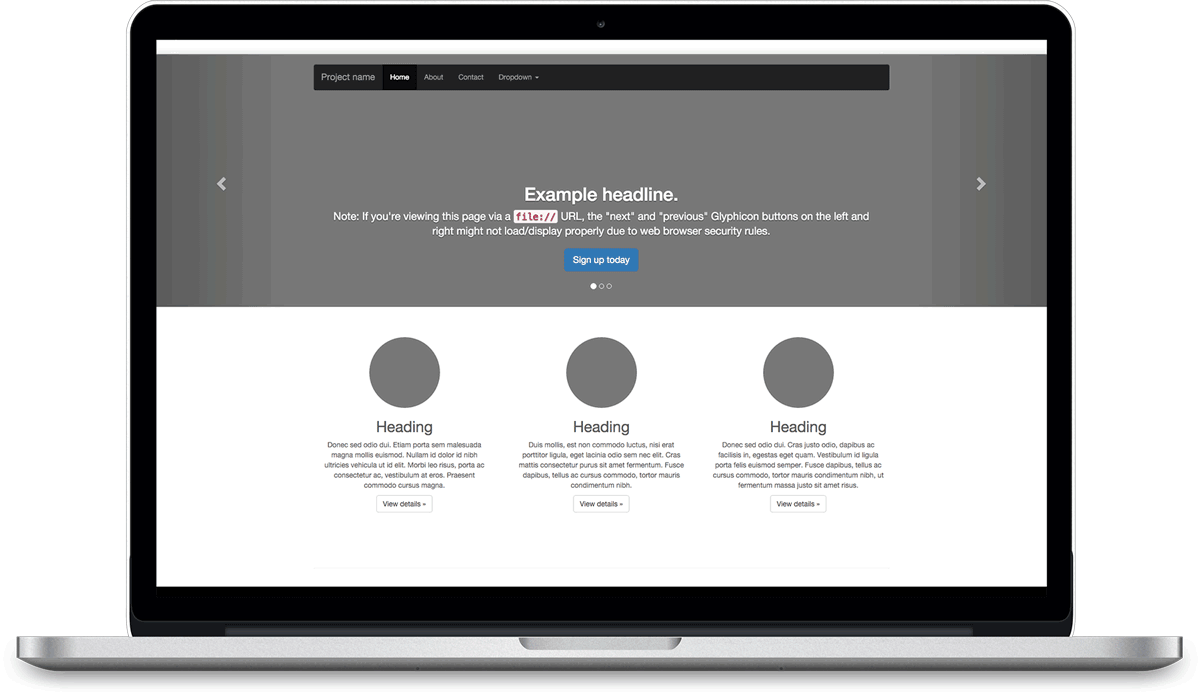 Project name Home About Contact Dropdown
Example headline.
Note: If you're viewing this page via a file:// URL, the "next" and "previous" Glyphicon buttons on the left and
right might not load/display properly due to web browser security rules.
Sign up today
Heading
Donec sed odio dui. Etiam porta sem malesuada
magna mollis euismod. Nullam id dolor id nibh
ultricies vehicula ut id elit. Morbi leo risus, porta ac
consectetur ac, vestibulum at eros. Praesent
commodo cursus magna.
View details »
Heading
Duis mollis, est non commodo luctus, nisi erat
porttitor ligula, eget lacinia odio sem nec elit. Cras
mattis consectetur purus sit amet fermentum. Fusce
dapibus, tellus ac cursus commodo, tortor mauris
condimentum nibh.
View details »
Heading
Donec sed odio dui. Cras justo odio, dapibus ac
facilisis in, egestas eget quam. Vestibulum id ligula
porta felis euismod semper. Fusce dapibus, tellus ac
cursus commodo, tortor mauris condimentum nibh, ut
fermentum massa justo sit amet risus.
View details »